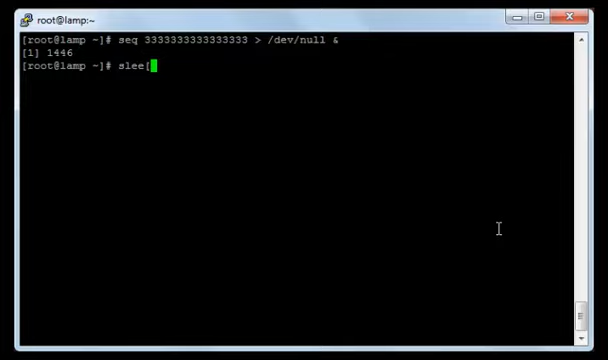 root@lamp:~
[root@lamp ~]# seq 3333333333333333 > /dev/null &
[1] 1446
[root@lamp ~]# slee[